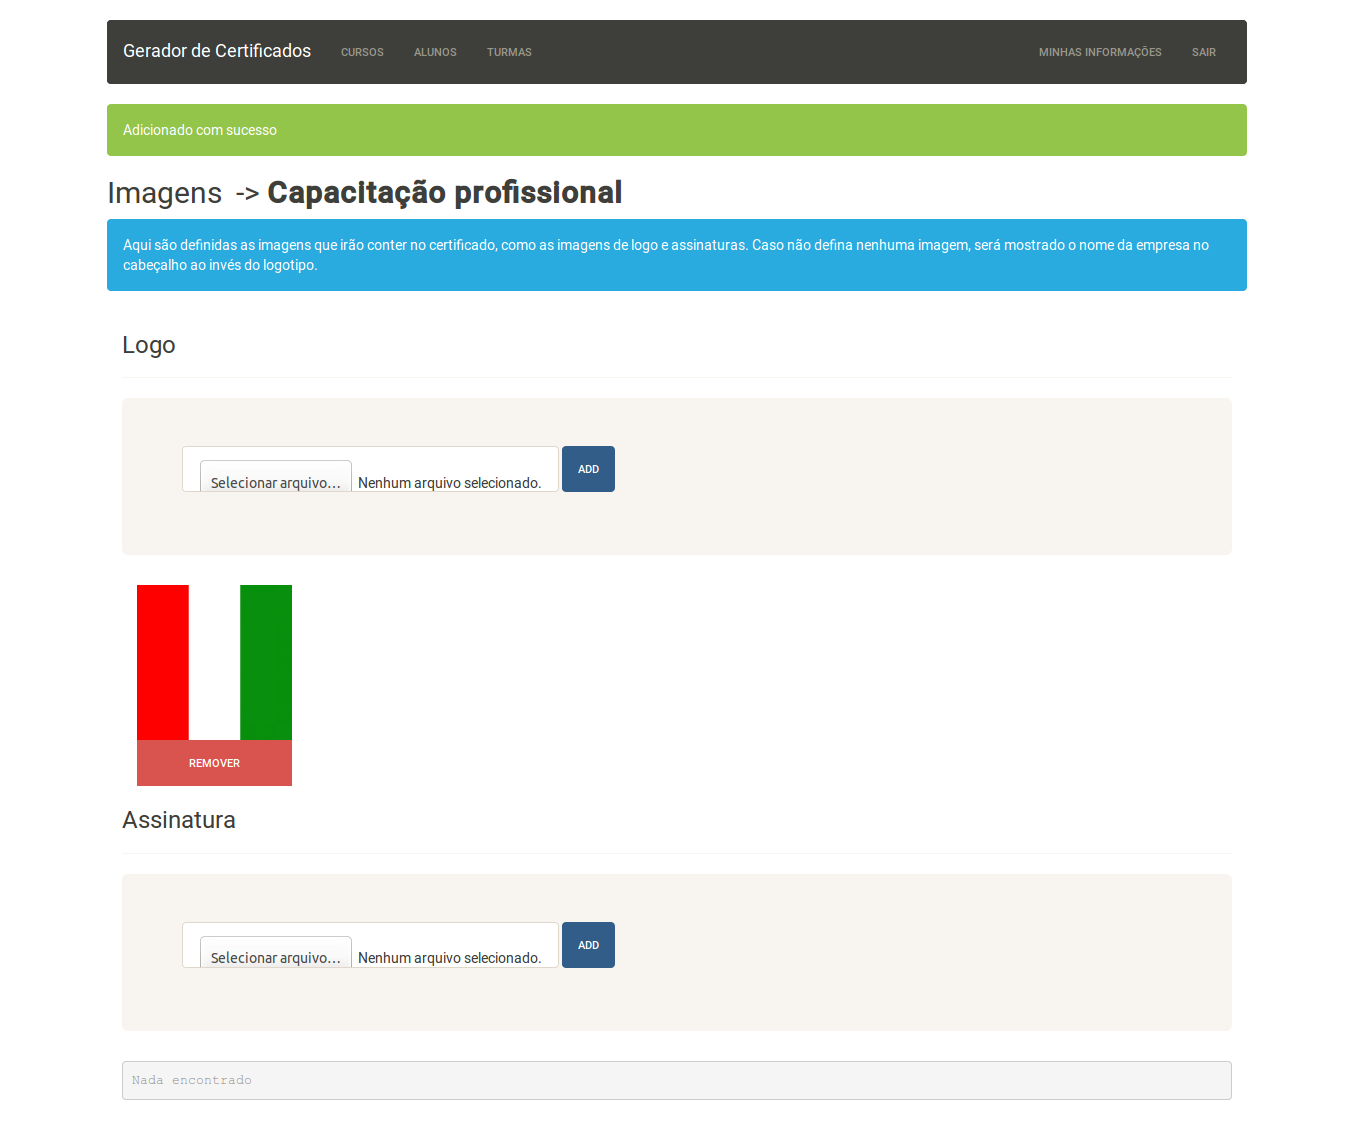 Gerador de Certificados CURSOS ALUNOS TURMAS MINHAS INFORMAÇÕES SAIR
Adicionado com sucesso
Imagens -> Capacitação profissional
Aqui são definidas as imagens que irão conter no certificado, como as imagens de logo e assinaturas. Caso não defina nenhuma imagem, será mostrado o nome da empresa no
cabeçalho ao invés do logotipo.
Logo
Selecionar arquivo... Nenhum arquivo selecionado. ADD
REMOVER
Assinatura
Selecionar arquivo... Nenhum arquivo selecionado. ADD
Nada encontrado